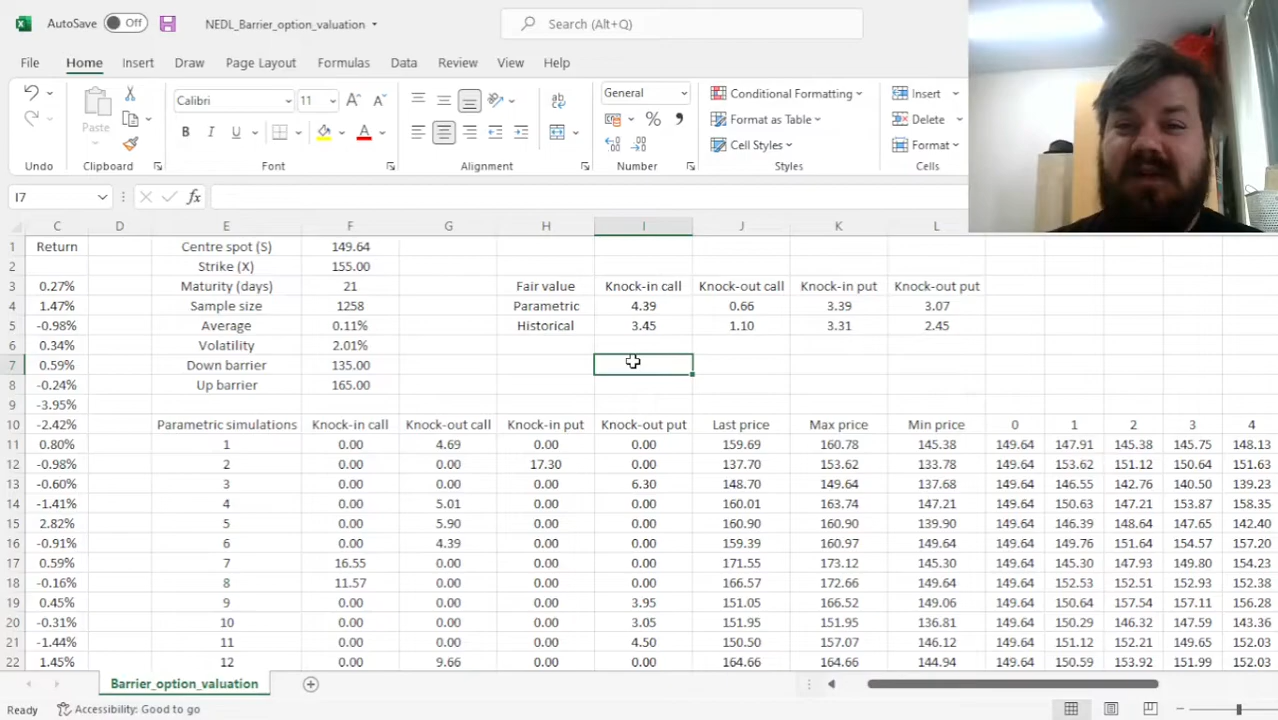 AutoSave Off NEDL_Barrier_option_valuation Search (Alt+Q)
File Home Insert Draw Page Layout Formulas Data Review View Help
Calibri 11 A A ab General Conditional Formatting Insert
Paste B I U A $ % , Format as Table Delete
Cell Styles Format
Undo Clipboard Font Alignment Number Styles Cells
I7 fx
C D E F G H I J K L
1 Return Centre spot (S) 149.64
2 Strike (X) 155.00
3 0.27% Maturity (days) 21 Fair value Knock-in call Knock-out call Knock-in put Knock-out put
4 1.47% Sample size 1258 Parametric 4.39 0.66 3.39 3.07
5 -0.98% Average 0.11% Historical 3.45 1.10 3.31 2.45
6 0.34% Volatility 2.01%
7 0.59% Down barrier 135.00
8 -0.24% Up barrier 165.00
9 -3.95%
10 -2.42% Parametric simulations Knock-in call Knock-out call Knock-in put Knock-out put Last price Max price Min price 0 1 2 3 4
11 0.80% 1 0.00 4.69 0.00 0.00 159.69 160.78 145.38 149.64 147.91 145.38 145.75 148.13
12 -0.98% 2 0.00 0.00 17.30 0.00 137.70 153.62 133.78 149.64 153.62 151.12 150.64 151.63
13 -0.60% 3 0.00 0.00 0.00 6.30 148.70 149.64 137.68 149.64 146.55 142.76 140.50 139.23
14 -1.41% 4 0.00 5.01 0.00 0.00 160.01 163.74 147.21 149.64 150.63 147.21 153.87 158.35
15 2.82% 5 0.00 5.90 0.00 0.00 160.90 160.90 139.90 149.64 146.39 148.64 147.65 142.40
16 -0.91% 6 0.00 4.39 0.00 0.00 159.39 160.97 149.64 149.64 149.76 151.64 154.57 157.20
17 0.59% 7 16.55 0.00 0.00 0.00 171.55 173.12 145.30 149.64 145.30 147.93 149.80 154.23
18 -0.16% 8 11.57 0.00 0.00 0.00 166.57 172.66 149.64 149.64 152.53 152.51 152.93 152.38
19 0.45% 9 0.00 0.00 0.00 3.95 151.05 166.52 149.06 149.64 150.64 157.54 157.11 156.28
20 -0.31% 10 0.00 0.00 0.00 3.05 151.95 151.95 136.81 149.64 150.29 146.32 147.59 143.36
21 -1.44% 11 0.00 0.00 0.00 4.50 150.50 157.07 146.12 149.64 151.12 152.21 149.65 152.03
22 1.45% 12 0.00 9.66 0.00 0.00 164.66 164.66 144.94 149.64 150.59 153.92 151.99 152.03
Barrier_option_valuation
Ready Accessibility: Good to go